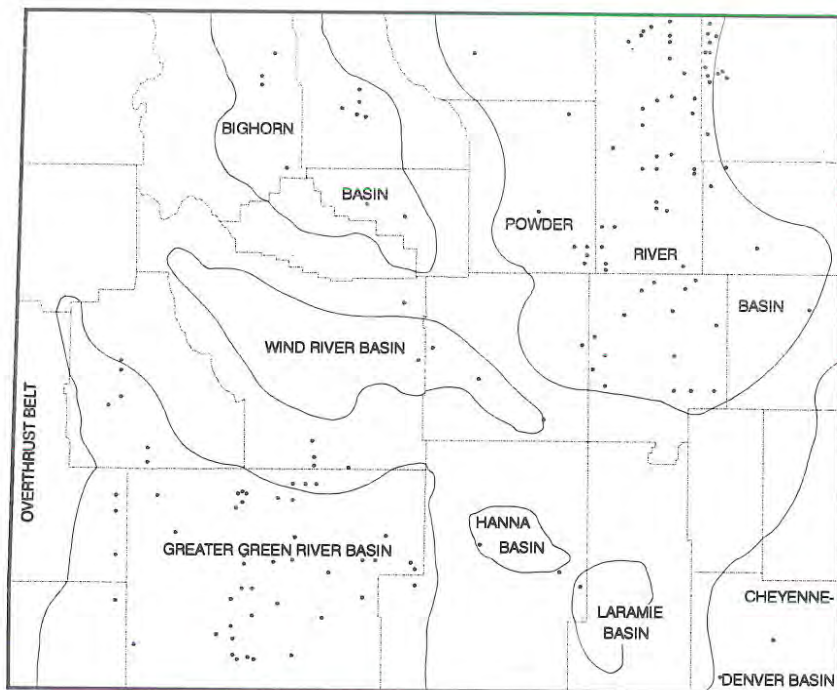 BIGHORN
BASIN
POWDER
RIVER
BASIN
WIND RIVER BASIN
OVERTHRUST BELT
HANNA
BASIN
GREATER GREEN RIVER BASIN
LARAMIE
BASIN
CHEYENNE-
DENVER BASIN